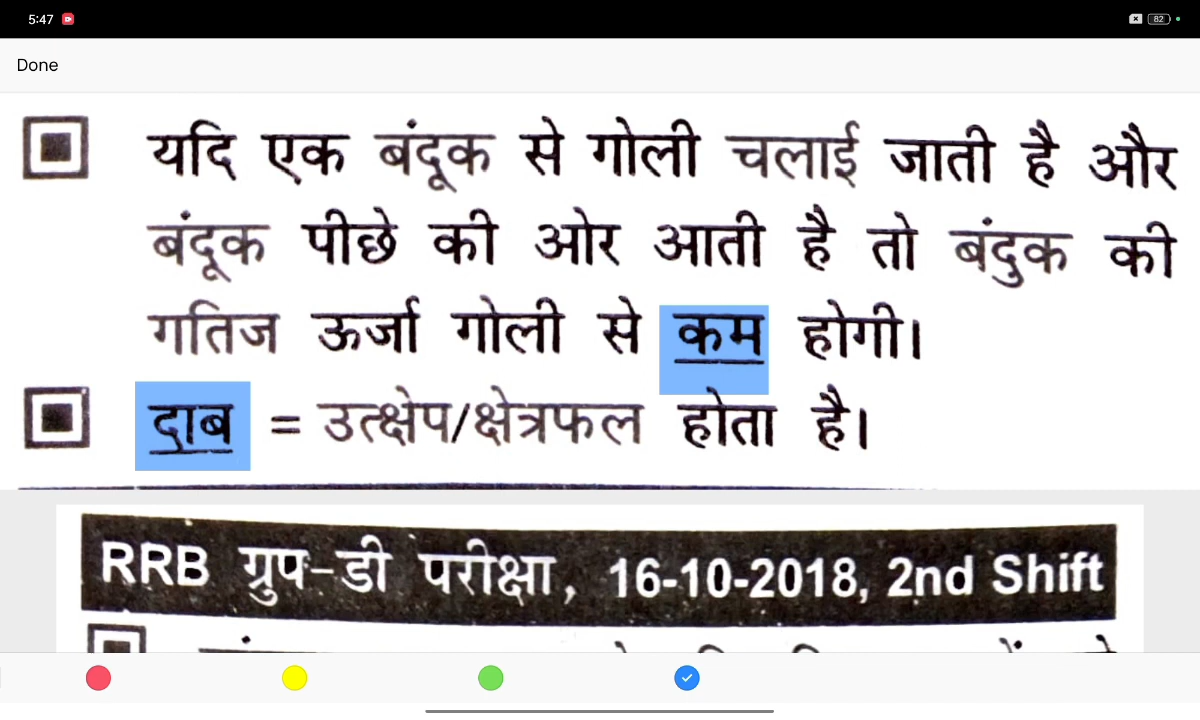 5:47
82
Done
यदि एक बंदूक से गोली चलाई जाती है और
बंदूक पीछे की ओर आती है तो बंदुक की
गतिज ऊर्जा गोली से कम होगी।
दाब = उत्क्षेप/क्षेत्रफल होता है।
RRB ग्रुप-डी परीक्षा, 16-10-2018, 2nd Shift